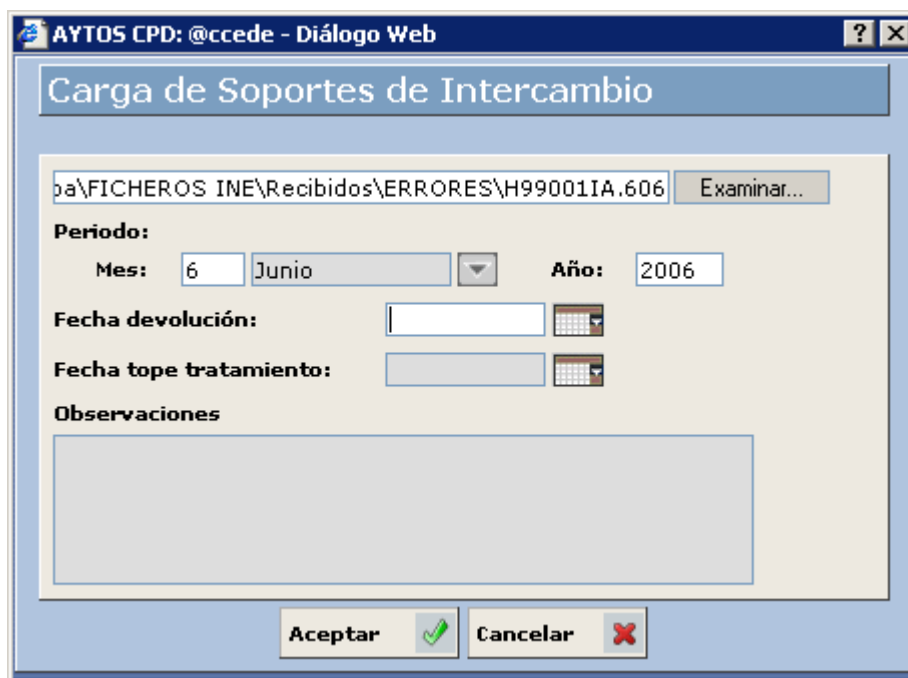 AYTOS CPD: @ccede - Diálogo Web
Carga de Soportes de Intercambio
\FICHEROS INE\Recibidos\ERRORES\H99001IA.606 Examinar...
Periodo:
Mes: 6 Junio Año: 2006
Fecha devolución:
Fecha tope tratamiento:
Observaciones
Aceptar Cancelar